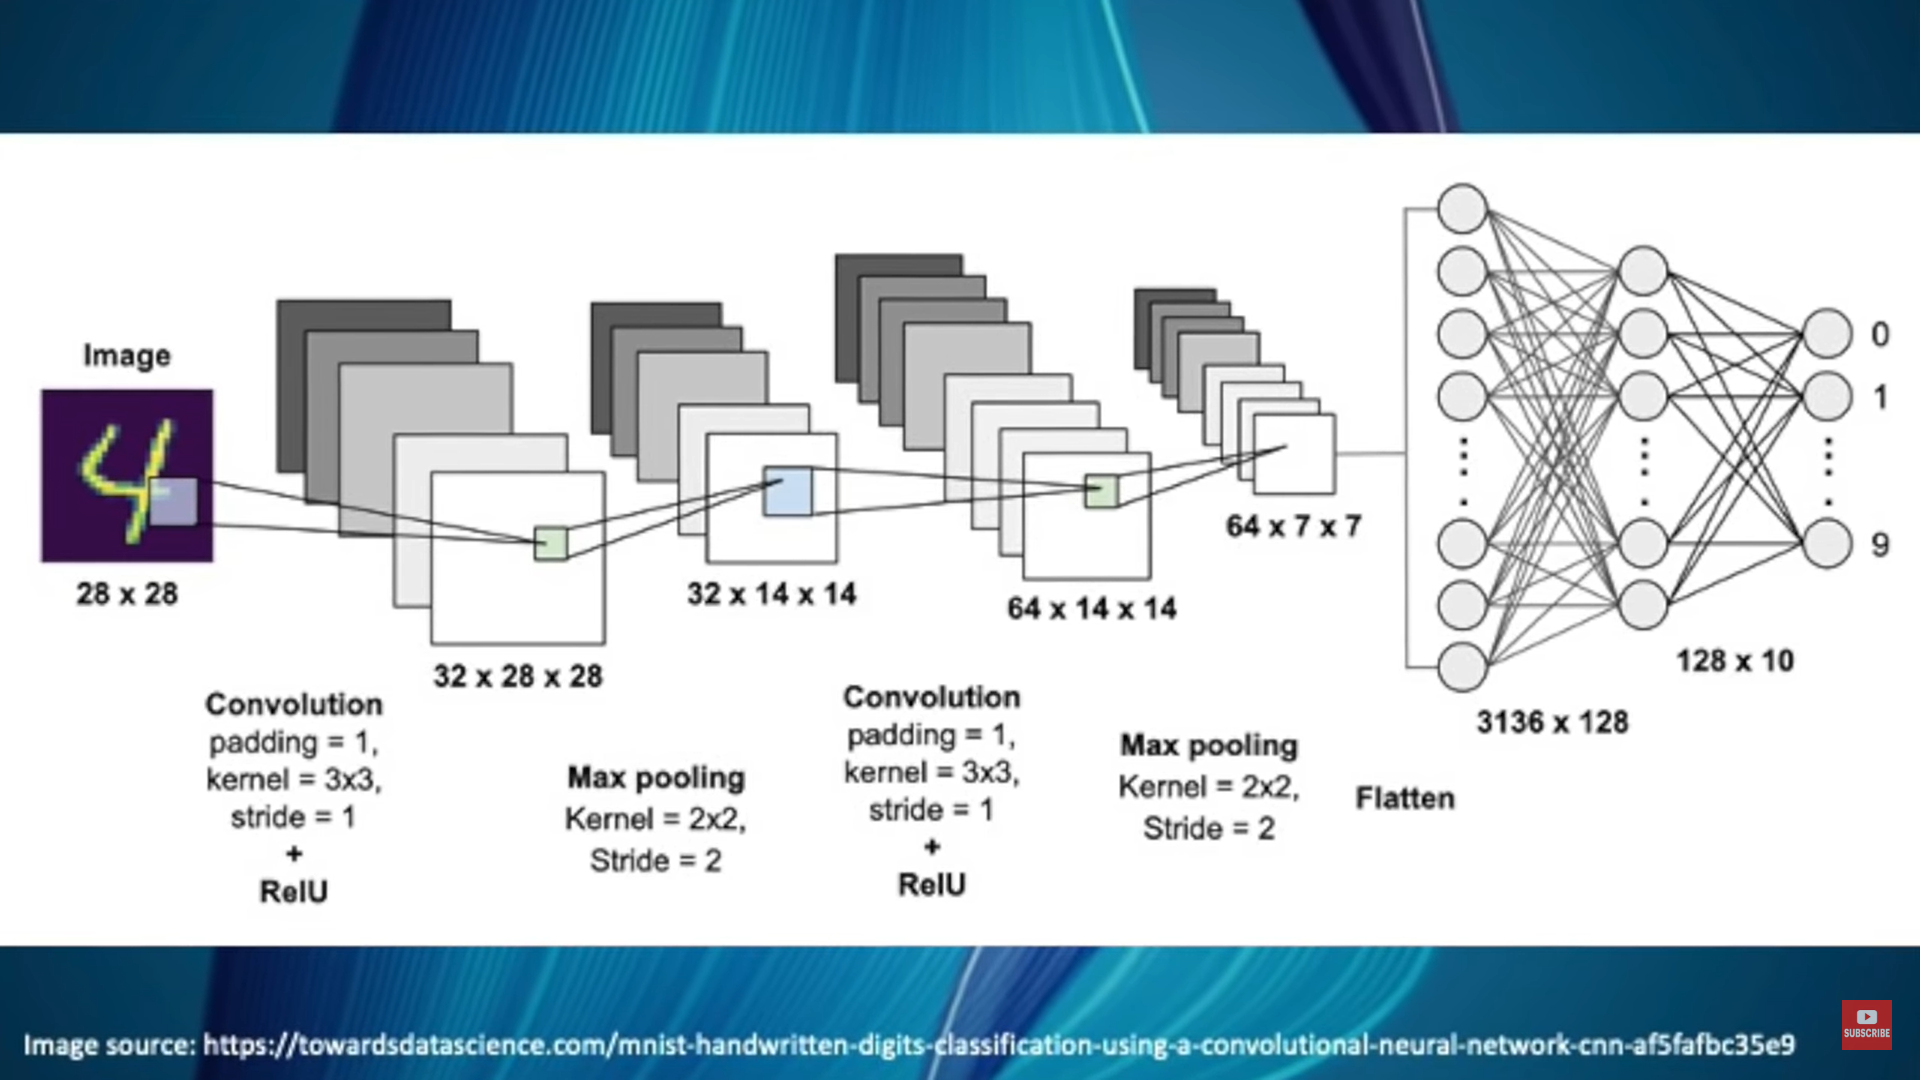 Image
28 x 28
32 x 28 x 28
Convolution
padding = 1,
kernel = 3x3,
stride = 1
+
RelU
32 x 14 x 14
Max pooling
Kernel = 2x2,
Stride = 2
64 x 14 x 14
Convolution
padding = 1,
kernel = 3x3,
stride = 1
+
RelU
64 x 7 x 7
Max pooling
Kernel = 2x2,
Stride = 2
Flatten
3136 x 128
128 x 10
0
1
9
Image source: https://towardsdatascience.com/mnist-handwritten-digits-classification-using-a-convolutional-neural-network-cnn-af5fafbc35e9
SUBSCRIBE